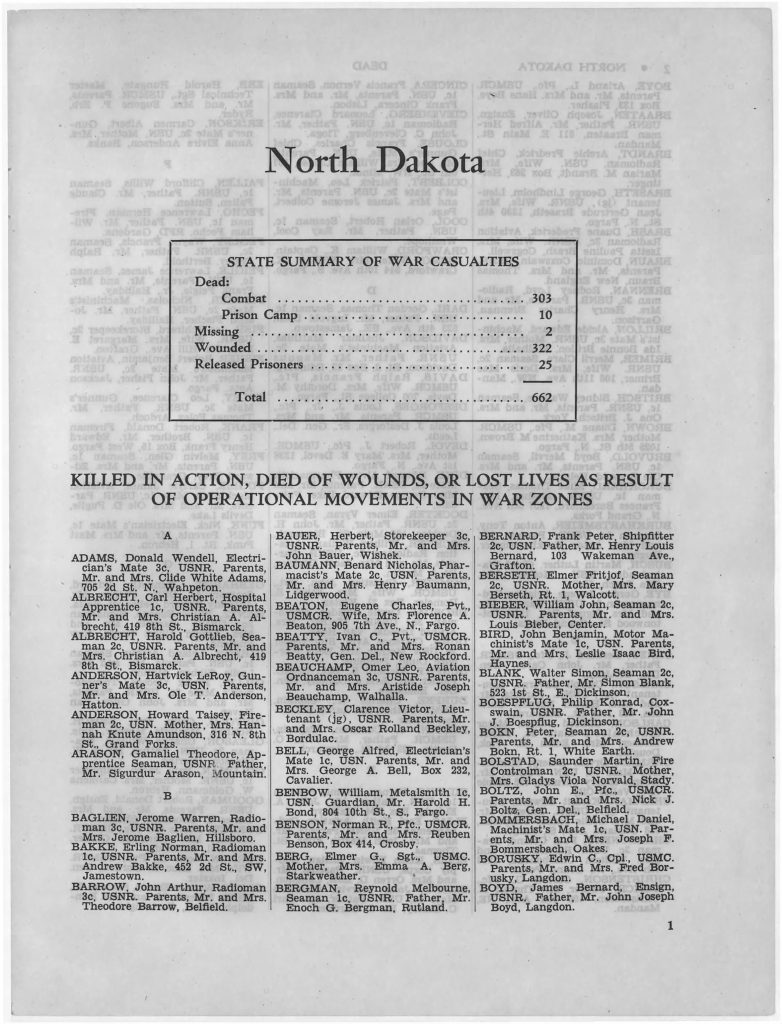 North Dakota
STATE SUMMARY OF WAR CASUALTIES
Dead:
Combat ................................ 303
Prison Camp ............................ 10
Missing ................................ 2
Wounded ................................ 322
Released Prisoners ..................... 25
Total .................................. 662
KILLED IN ACTION, DIED OF WOUNDS, OR LOST LIVES AS RESULT
OF OPERATIONAL MOVEMENTS IN WAR ZONES
A
ADAMS, Donald Wendell, Electri-
cian's Mate 3c, USNR. Parents,
Mr. and Mrs. Clide White Adams,
705 2d St. N., Wahpeton.
ALBRECHT, Carl Herbert, Hospital
Apprentice 1c, USNR. Parents,
Mr. and Mrs. Christian A. Al-
brecht, 419 8th St., Bismarck.
ALBRECHT, Harold Gottlieb, Sea-
man 2c, USNR. Parents, Mr. and
Mrs. Christian A. Albrecht, 419
8th St., Bismarck.
ANDERSON, Hartvick LeRoy, Gun-
ner's Mate 3c, USN. Parents,
Mr. and Mrs. Ole T. Anderson,
Hatton.
ANDERSON, Howard Taisey, Fire-
man 2c, USN. Mother, Mrs. Han-
nah Knute Amundson, 316 N. 8th
St., Grand Forks.
ARASON, Gamaliel Theodore, Ap-
prentice Seaman, USNR. Father,
Mr. Sigurdur Arason, Mountain.
B
BAGLIEN, Jerome Warren, Radio-
man 3c, USNR. Parents, Mr. and
Mrs. Jerome Baglien, Hillsboro.
BAKKE, Erling Norman, Radioman
1c, USNR. Parents, Mr. and Mrs.
Andrew Bakke, 452 2d St., SW,
Jamestown.
BARROW, John Arthur, Radioman
3c, USNR. Parents, Mr. and Mrs.
Theodore Barrow, Belfield.
BAUER, Herbert, Storekeeper 3c,
USNR. Parents, Mr. and Mrs.
John Bauer, Wishek.
BAUMANN, Benard Nicholas, Phar-
macist's Mate 2c, USN. Parents,
Mr. and Mrs. Henry Baumann,
Lidgerwood.
BEATON, Eugene Charles, Pvt.,
USMCR. Wife, Mrs. Florence A.
Beaton, 905 7th Ave., N., Fargo.
BEATTY, Ivan C., Pvt., USMCR.
Parents, Mr. and Mrs. Ronan
Beatty, Gen. Del., New Rockford.
BEAUCHAMP, Omer Leo, Aviation
Ordnanceman 3c, USNR. Parents,
Mr. and Mrs. Aristide Joseph
Beauchamp, Walhalla.
BECKLEY, Clarence Victor, Lieu-
tenant (jg), USNR. Parents, Mr.
and Mrs. Oscar Rolland Beckley,
Bordulac.
BELL, George Alfred, Electrician's
Mate 1c, USN. Parents, Mr. and
Mrs. George A. Bell, Box 232,
Cavalier.
BENBOW, William, Metalsmith 1c,
USN. Guardian, Mr. Harold H.
Bond, 804 10th St., S., Fargo.
BENSON, Norman R., Pfc., USMCR.
Parents, Mr. and Mrs. Reuben
Benson, Box 414, Crosby.
BERG, Elmer G., Sgt., USMC.
Mother, Mrs. Emma A. Berg,
Starkweather.
BERGMAN, Reynold Melbourne,
Seaman 1c, USNR. Father, Mr.
Enoch G. Bergman, Rutland.
BERNARD, Frank Peter, Shipfitter
2c, USN. Father, Mr. Henry Louis
Bernard, 103 Wakeman Ave.,
Grafton.
BERSETH, Elmer Fritjof, Seaman
2c, USNR. Mother, Mrs. Mary
Berseth, Rt. 1, Walcott.
BIEBER, William John, Seaman 2c,
USNR. Parents, Mr. and Mrs.
Louis Bieber, Center.
BIRD, John Benjamin, Motor Ma-
chinist's Mate 1c, USN. Parents,
Mr. and Mrs. Leslie Isaac Bird,
Haynes.
BLANK, Walter Simon, Seaman 2c,
USNR. Father, Mr. Simon Blank,
523 1st St., E., Dickinson.
BOESPFLUG, Philip Konrad, Cox-
swain, USNR. Father, Mr. John
J. Boespflug, Dickinson.
BOKN, Peter, Seaman 2c, USNR.
Parents, Mr. and Mrs. Andrew
Bokn, Rt. 1, White Earth.
BOLSTAD, Saunder Martin, Fire
Controlman 2c, USNR. Mother,
Mrs. Gladys Viola Norvald, Stady.
BOLTZ, John E., Pfc., USMCR.
Parents, Mr. and Mrs. Nick J.
Boltz, Gen. Del., Belfield.
BOMMERSBACH, Michael Daniel,
Machinist's Mate 1c, USN. Par-
ents, Mr. and Mrs. Joseph F.
Bommersbach, Oakes.
BORUSKY, Edwin C., Cpl., USMC.
Parents, Mr. and Mrs. Fred Bor-
usky, Langdon.
BOYD, James Bernard, Ensign,
USNR. Father, Mr. John Joseph
Boyd, Langdon.
1